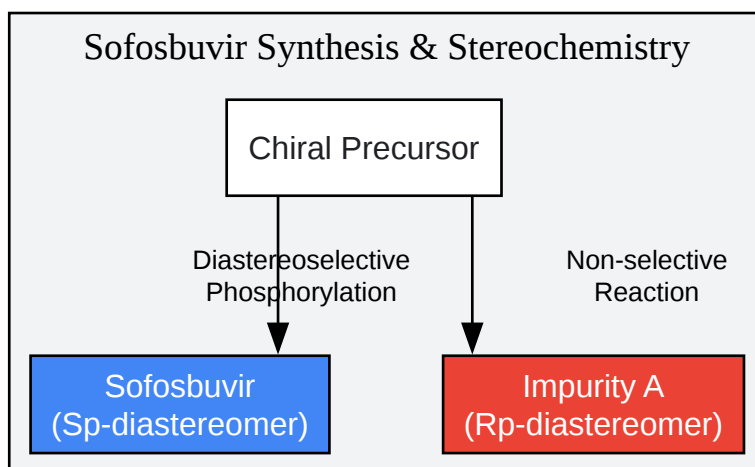 Sofosbuvir Synthesis & Stereochemistry
Chiral Precursor
Diastereoselective
Phosphorylation
Non-selective
Reaction
Sofosbuvir
(Sp-diastereomer)
Impurity A
(Rp-diastereomer)